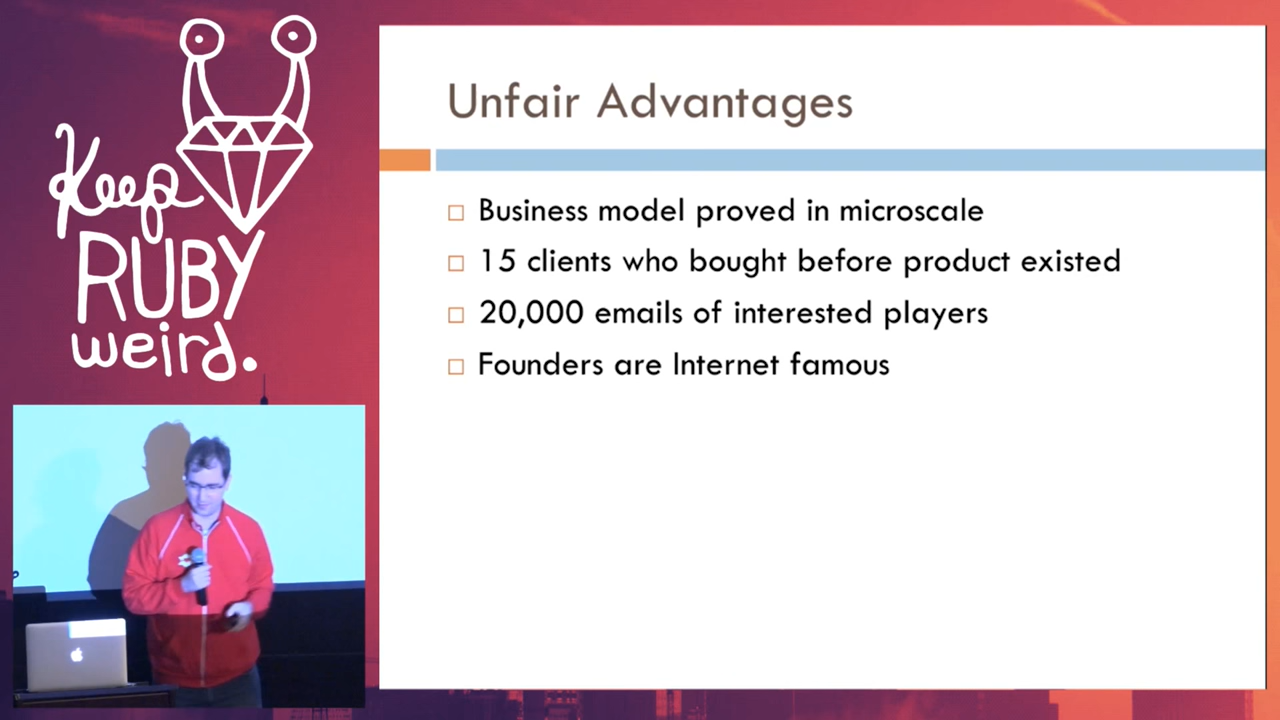 Keep
RUBY
weird.
Unfair Advantages
Business model proved in microscale
15 clients who bought before product existed
20,000 emails of interested players
Founders are Internet famous